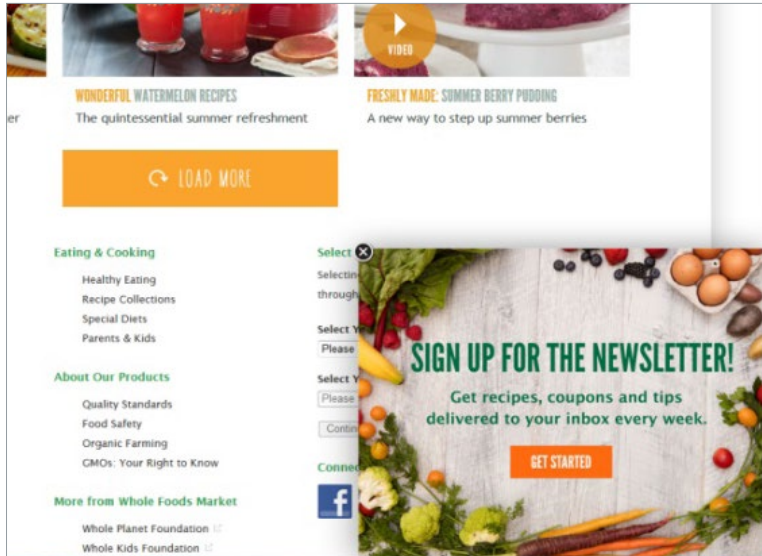 VIDEO
WONDERFUL WATERMELON RECIPES
The quintessential summer refreshment
FRESHLY MADE: SUMMER BERRY PUDDING
A new way to step up summer berries
er
LOAD MORE
Eating & Cooking
Healthy Eating
Recipe Collections
Special Diets
Parents & Kids
About Our Products
Quality Standards
Food Safety
Organic Farming
GMOs: Your Right to Know
More from Whole Foods Market
Whole Planet Foundation
Whole Kids Foundation
Select
Selectin
through
Select Y
Please
Select Y
Please
Contin
Connec
f
SIGN UP FOR THE NEWSLETTER!
Get recipes, coupons and tips
delivered to your inbox every week.
GET STARTED